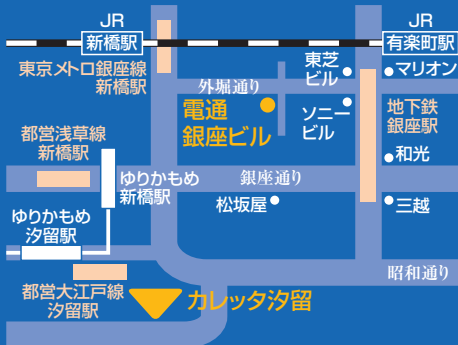 JR
新橋駅
JR
有楽町駅
東京メトロ銀座線
新橋駅
外堀通り
東芝
ビル
マリオン
電通
銀座ビル
ソニー
ビル
地下鉄
銀座駅
都営浅草線
新橋駅
和光
ゆりかもめ
新橋駅
銀座通り
松坂屋
三越
ゆりかもめ
汐留駅
昭和通り
都営大江戸線
汐留駅
カレッタ汐留